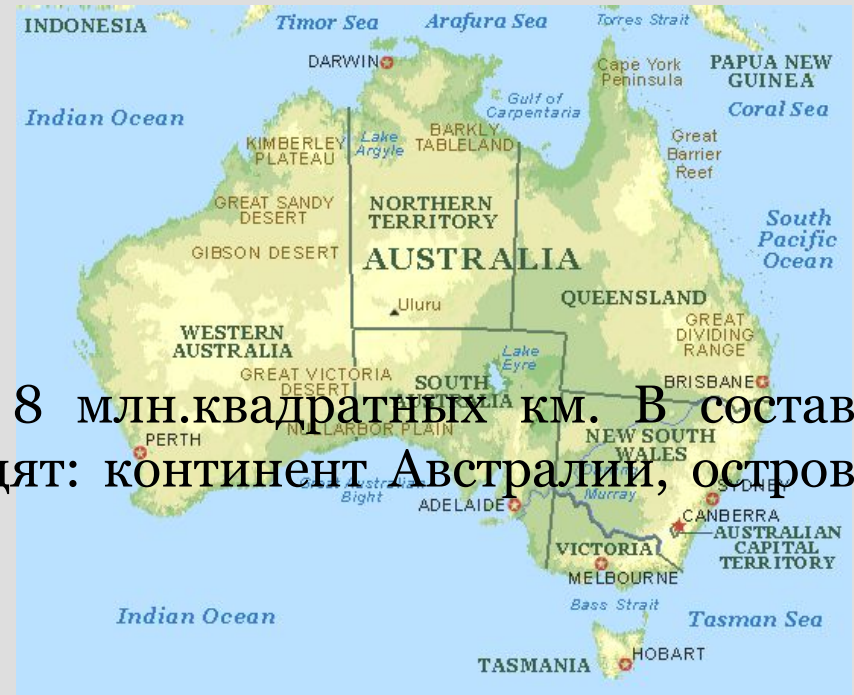 INDONESIA
Timor Sea
Arafura Sea
Torres Strait
DARWIN
Cape York
Peninsula
PAPUA NEW
GUINEA
Gulf of
Carpentaria
Coral Sea
Indian Ocean
KIMBERLEY
PLATEAU
Lake
Argyle
BARKLY
TABLELAND
Great
Barrier
Reef
GREAT SANDY
DESERT
NORTHERN
TERRITORY
South
Pacific
Ocean
GIBSON DESERT
AUSTRALIA
Uluru
QUEENSLAND
GREAT
DIVIDING
RANGE
WESTERN
AUSTRALIA
Lake
Eyre
GREAT VICTORIA
DESERT
SOUTH
AUSTRALIA
BRISBANE
8 млн.квадратных км. В состав
PERTH
NULLARBOR PLAIN
NEW SOUTH
WALES
дят: континент Австралии, остров
Great Australian
Bight
Darling
Murray
SYDNEY
ADELAIDE
CANBERRA
AUSTRALIAN
CAPITAL
TERRITORY
VICTORIA
MELBOURNE
Bass Strait
Indian Ocean
Tasman Sea
TASMANIA
HOBART